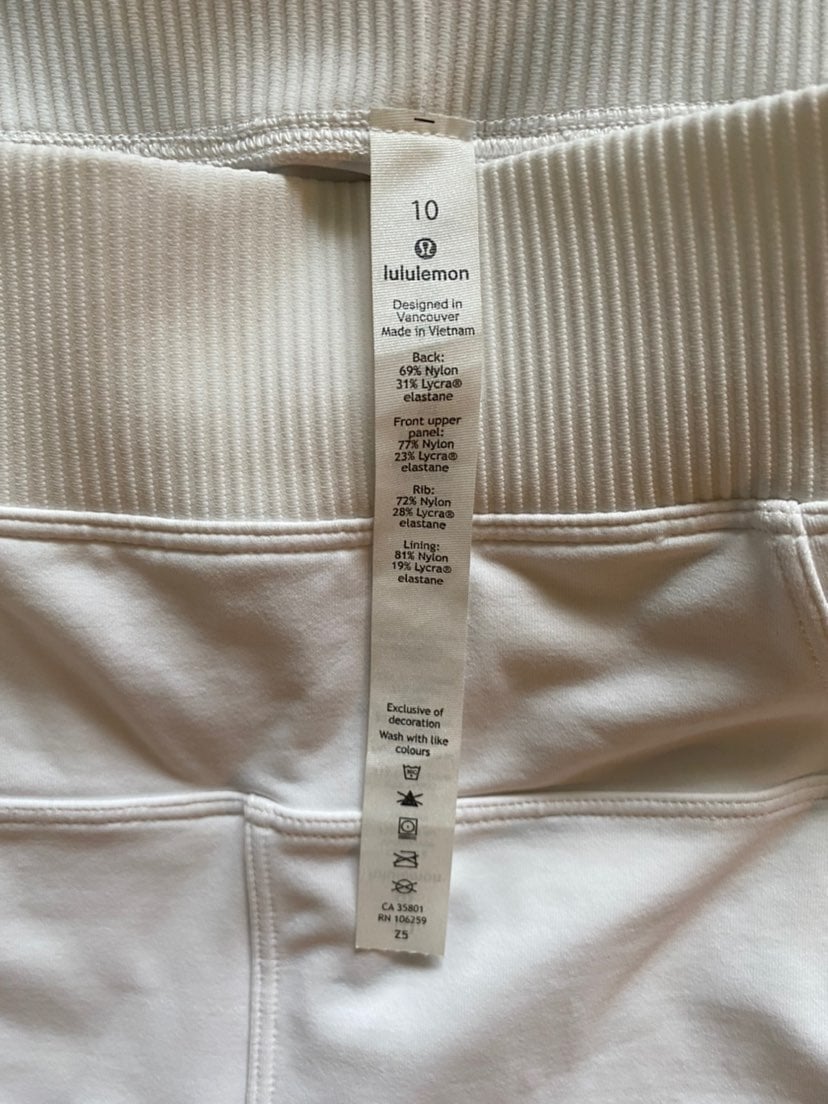 10
lululemon
Designed in
Vancouver
Made in Vietnam
Back:
69% Nylon
31% Lycra®
elastane
Front upper
panel:
77% Nylon
23% Lycra®
elastane
Rib:
72% Nylon
28% Lycra®
elastane
Lining:
81% Nylon
19% Lycra®
elastane
Exclusive of
decoration
Wash with like
colours
CA 35801
RN 106259
Z5